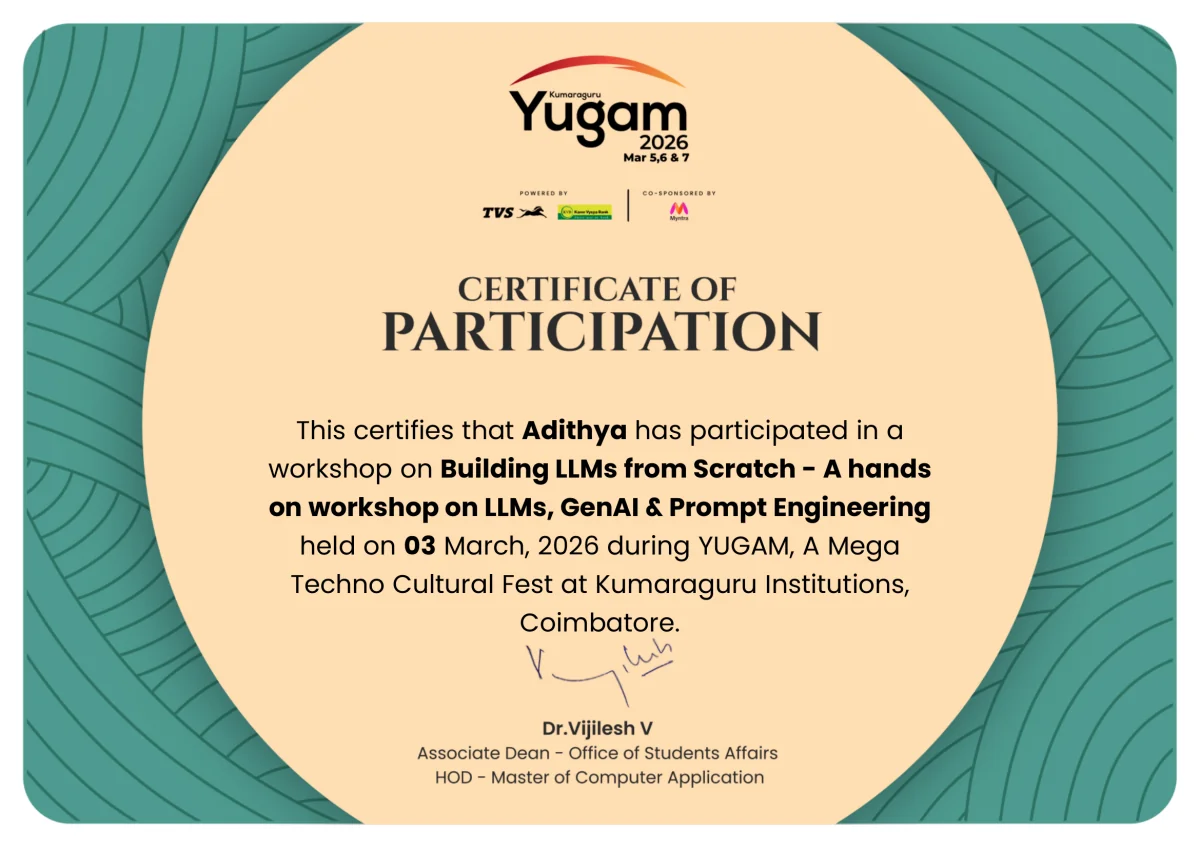 Kumaraguru
Yugam
2026
Mar 5,6 & 7
POWERED BY
CO-SPONSORED BY
TVS
Karur Vysya Bank
Myntra
CERTIFICATE OF
PARTICIPATION
This certifies that Adithya has participated in a
workshop on Building LLMs from Scratch - A hands
on workshop on LLMs, GenAI & Prompt Engineering
held on 03 March, 2026 during YUGAM, A Mega
Techno Cultural Fest at Kumaraguru Institutions,
Coimbatore.
Dr.Vijilesh V
Associate Dean - Office of Students Affairs
HOD - Master of Computer Application